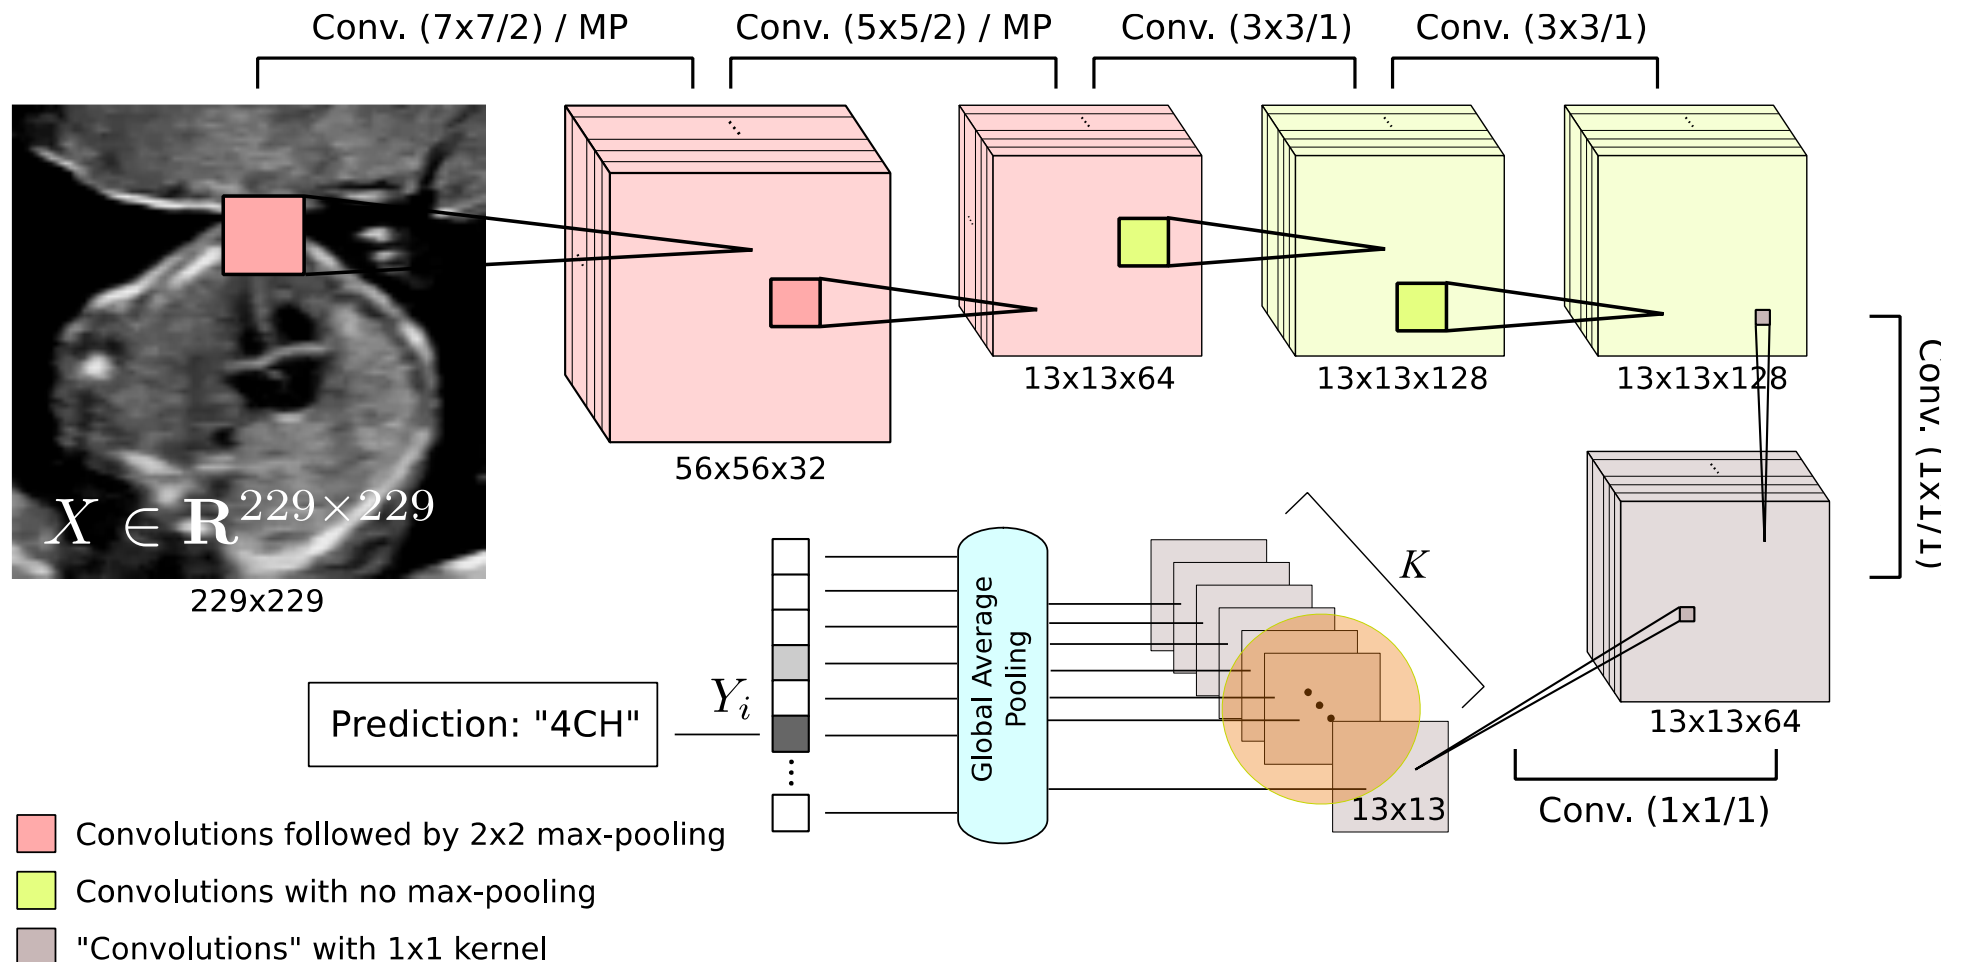 Conv. (7x7/2) / MP
Conv. (5x5/2) / MP
Conv. (3x3/1)
Conv. (3x3/1)
X ∈ R^{229×229}
229x229
56x56x32
13x13x64
13x13x128
13x13x128
Conv. (1x1/1)
13x13x64
Conv. (1x1/1)
K
13x13
Global Average
Pooling
Y_i
Prediction: "4CH"
Convolutions followed by 2x2 max-pooling
Convolutions with no max-pooling
"Convolutions" with 1x1 kernel